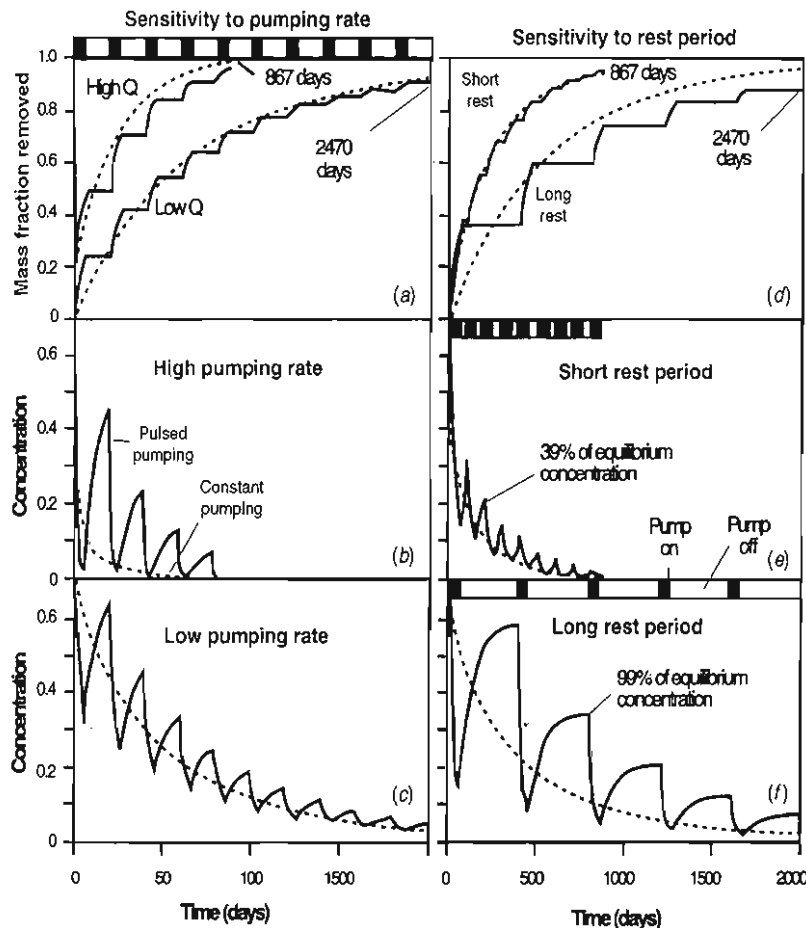 Sensitivity to pumping rate
1.0
0.8
0.6
0.4
0.2
0
Mass fraction removed
High Q
867 days
Low Q
2470
days
(a)
Sensitivity to rest period
Short
rest
867 days
2470
days
Long
rest
(d)
0.6
0.4
0.2
0
Concentration
High pumping rate
Pulsed
pumping
Constant
pumping
(b)
Short rest period
39% of equilibrium
concentration
Pump
on
Pump
off
(e)
0.6
0.4
0.2
0
Concentration
Low pumping rate
(c)
0
50
100
1500
Time (days)
Long rest period
99% of equilibrium
concentration
(f)
0
500
1000
1500
2000
Time (days)